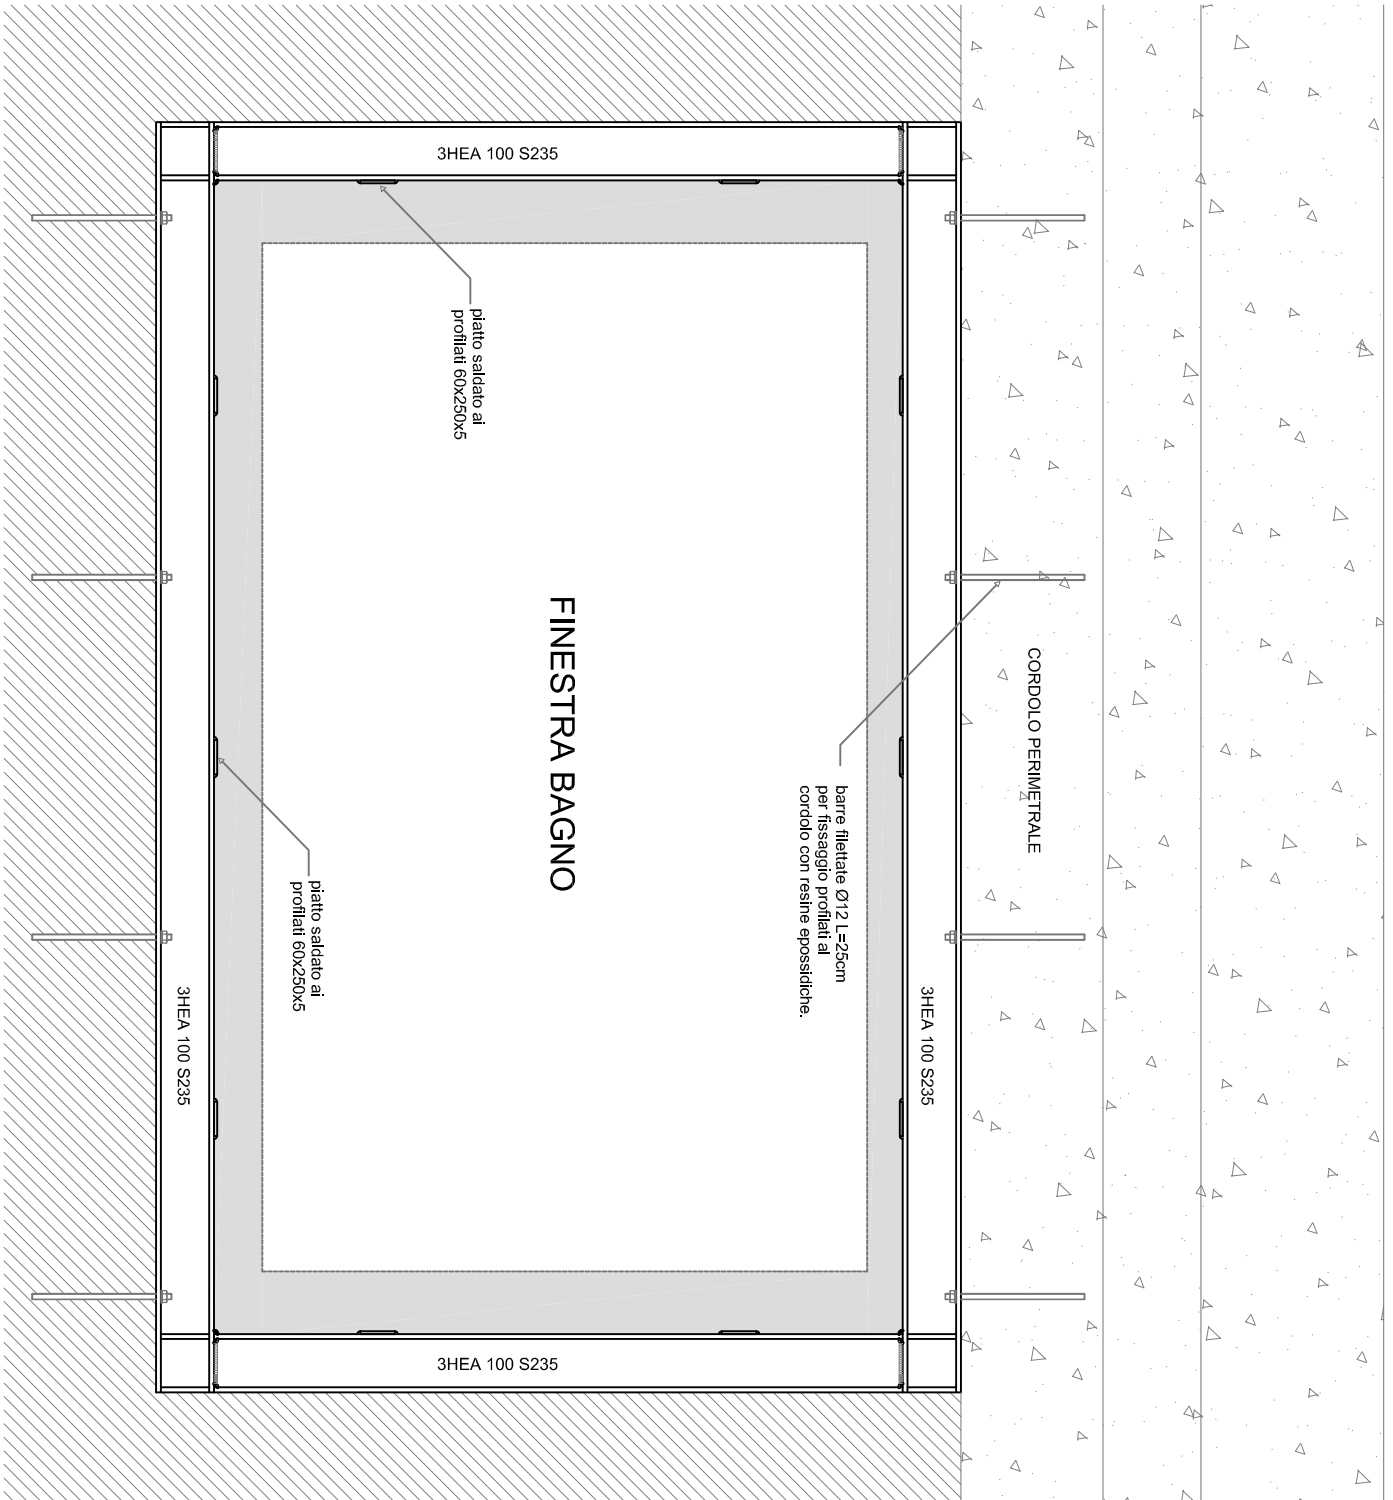 3HEA 100 S235
piatto saldato ai
profilati 60x250x5
FINESTRA BAGNO
CORDOLO PERIMETRALE
barre filettate Ø12 L=25cm
per fissaggio profilati al
cordolo con resine epossidiche.
piatto saldato ai
profilati 60x250x5
3HEA 100 S235
3HEA 100 S235
3HEA 100 S235